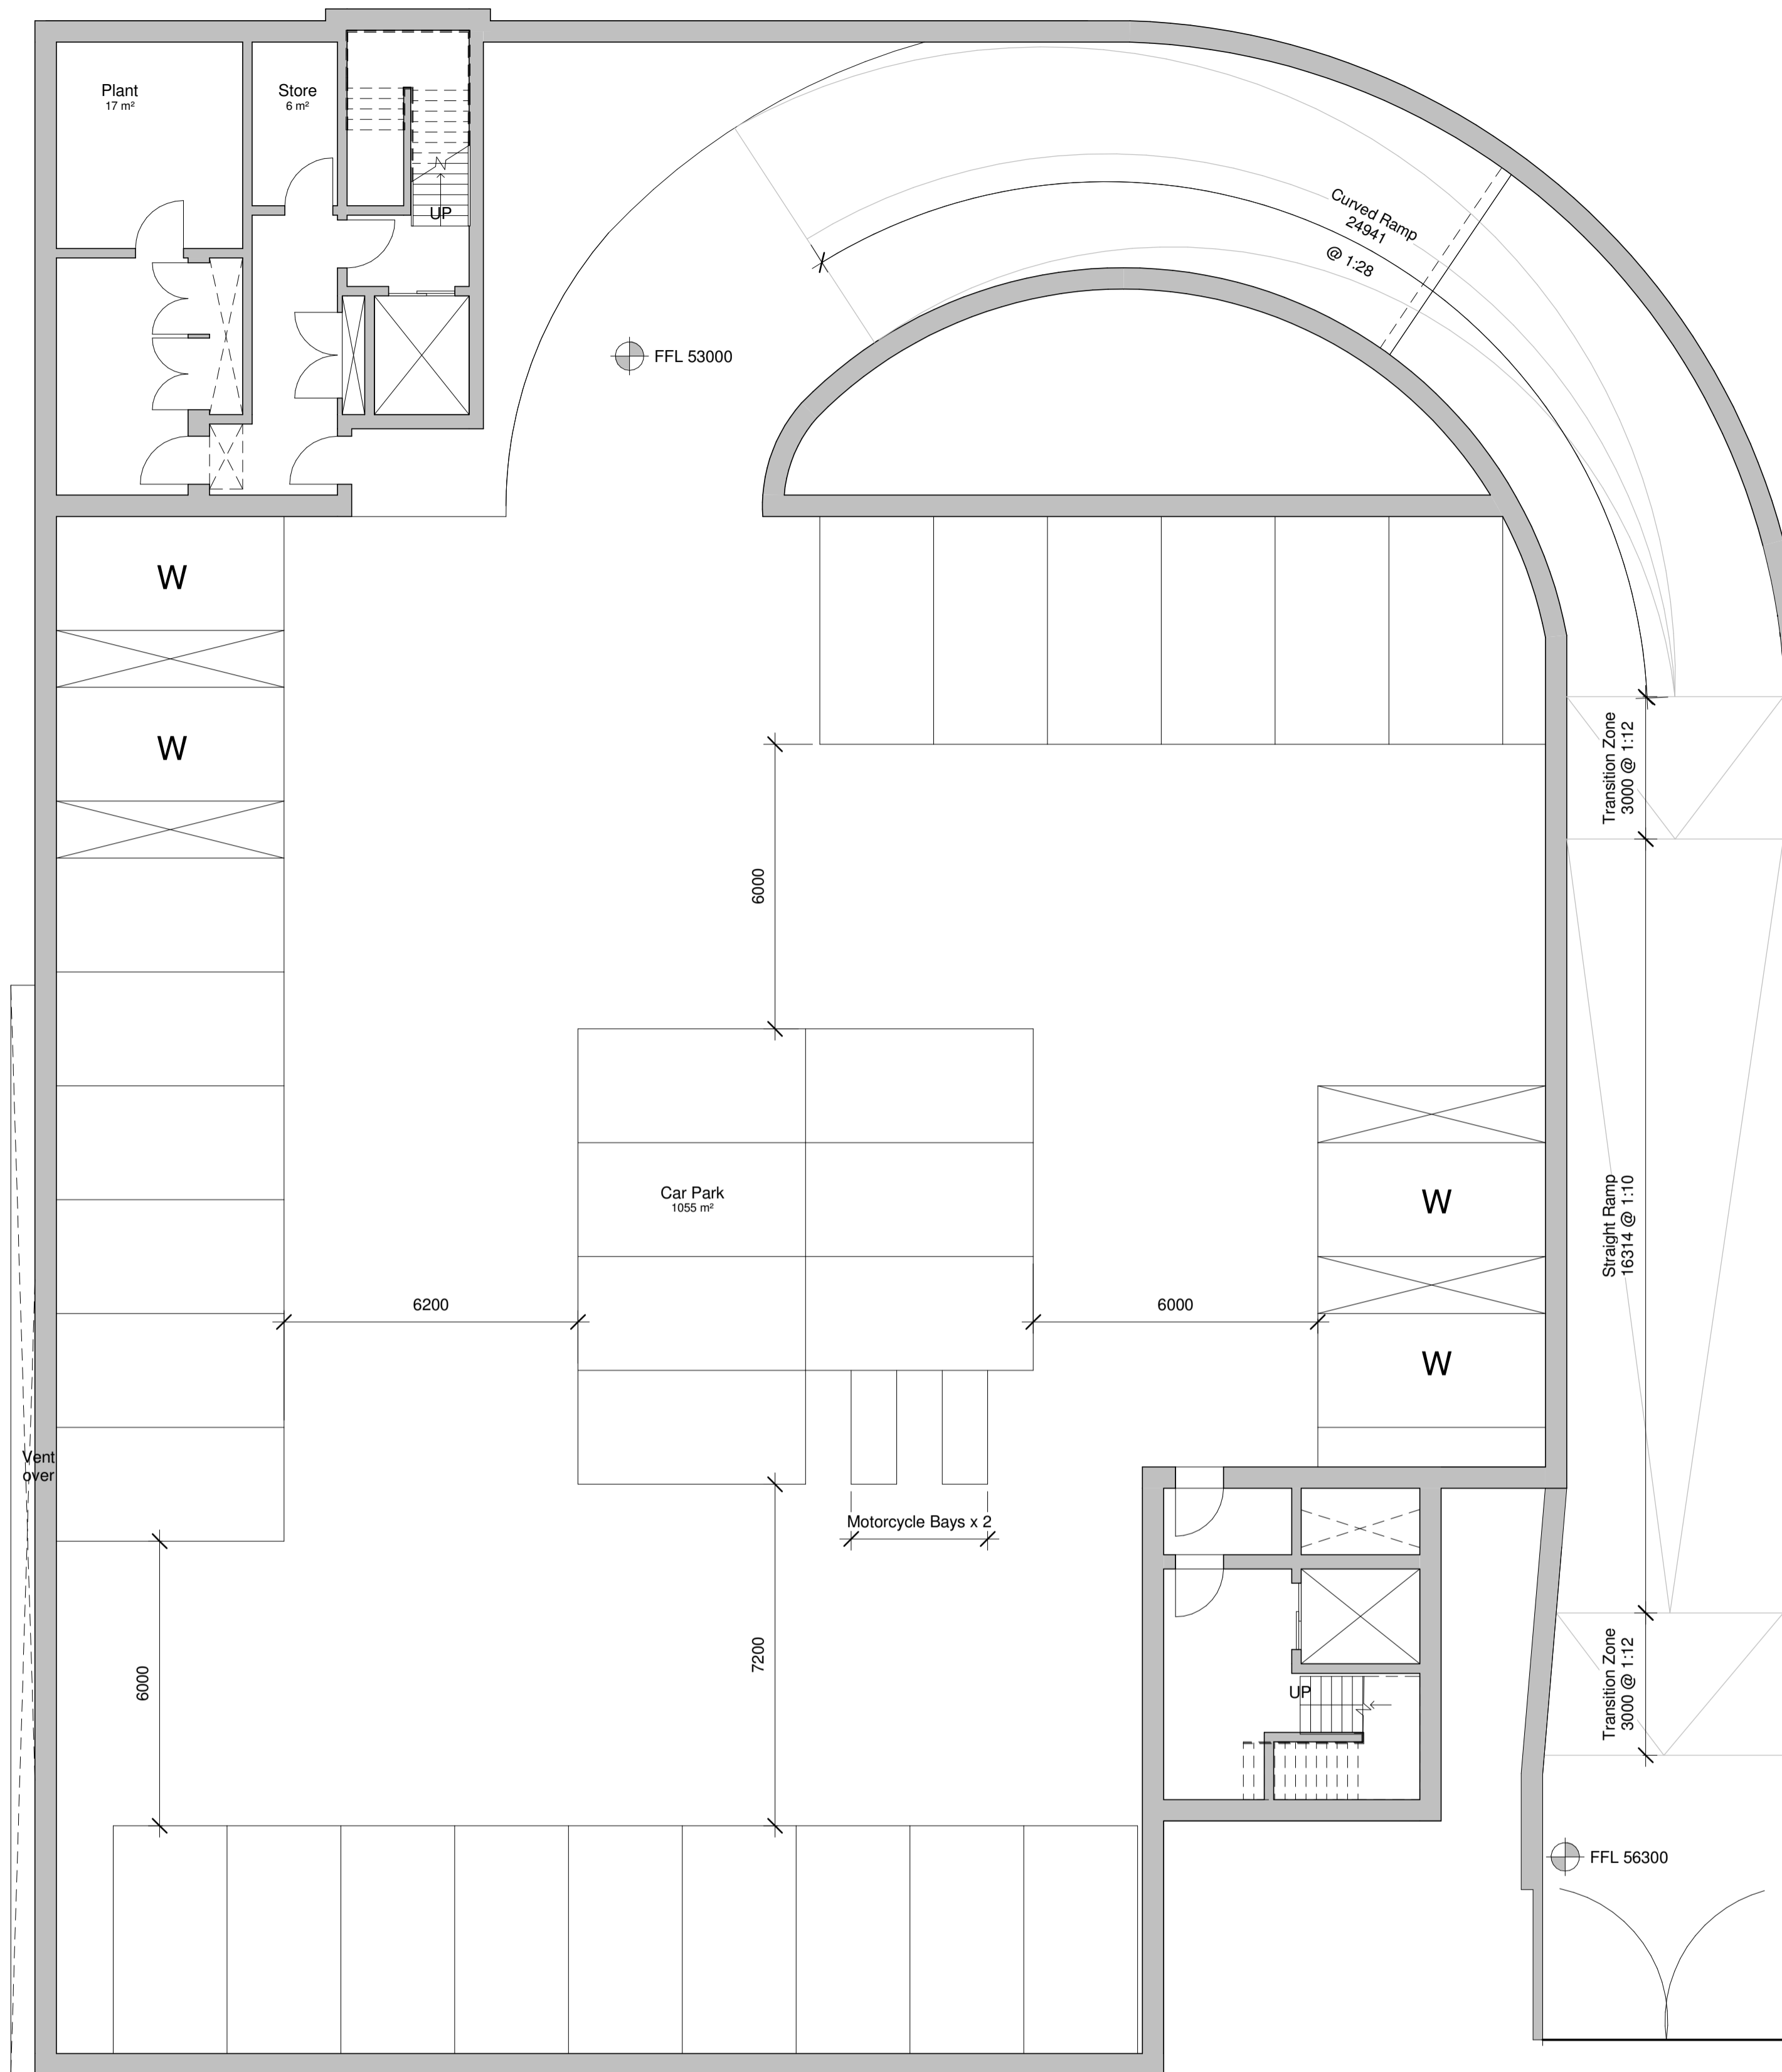 Plant
17 m²
Store
6 m²
UP
Curved Ramp
24941
@ 1:28
FFL 53000
W
W
Transition Zone
3000 @ 1:12
6000
Car Park
1055 m²
W
Straight Ramp
16314 @ 1:10
6200
6000
W
Vent
over
Motorcycle Bays x 2
6000
7200
UP
Transition Zone
3000 @ 1:12
FFL 56300